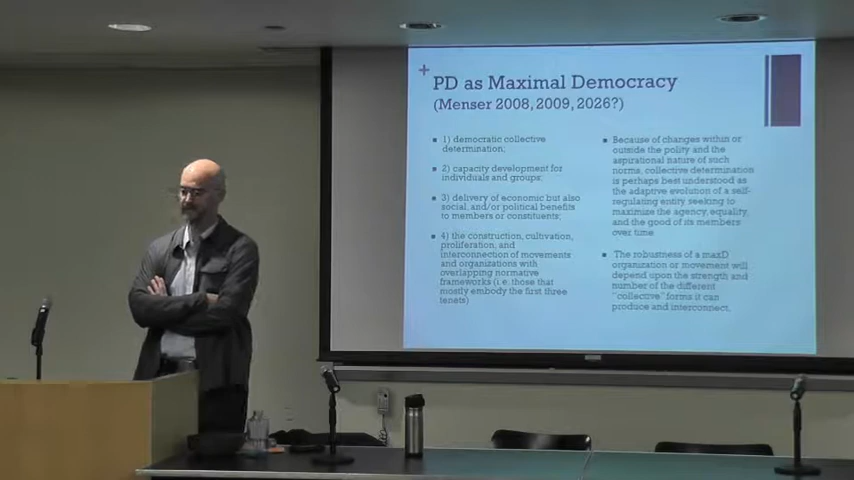 +
PD as Maximal Democracy
(Menser 2008, 2009, 2026?)
1) democratic collective
determination;
2) capacity development for
individuals and groups;
3) delivery of economic but also
social, and/or political benefits
to members or constituents;
4) the construction, cultivation,
proliferation, and
interconnection of movements
and organizations with
overlapping normative
frameworks (i.e. those that
mostly embody the first three
tenets)
Because of changes within or
outside the polity and the
aspirational nature of such
norms, collective determination
is perhaps best understood as
the adaptive evolution of a self-
regulating entity seeking to
maximize the agency, equality,
and the good of its members
over time
The robustness of a maxD
organization or movement will
depend upon the strength and
number of the different
“collective” forms it can
produce and interconnect.